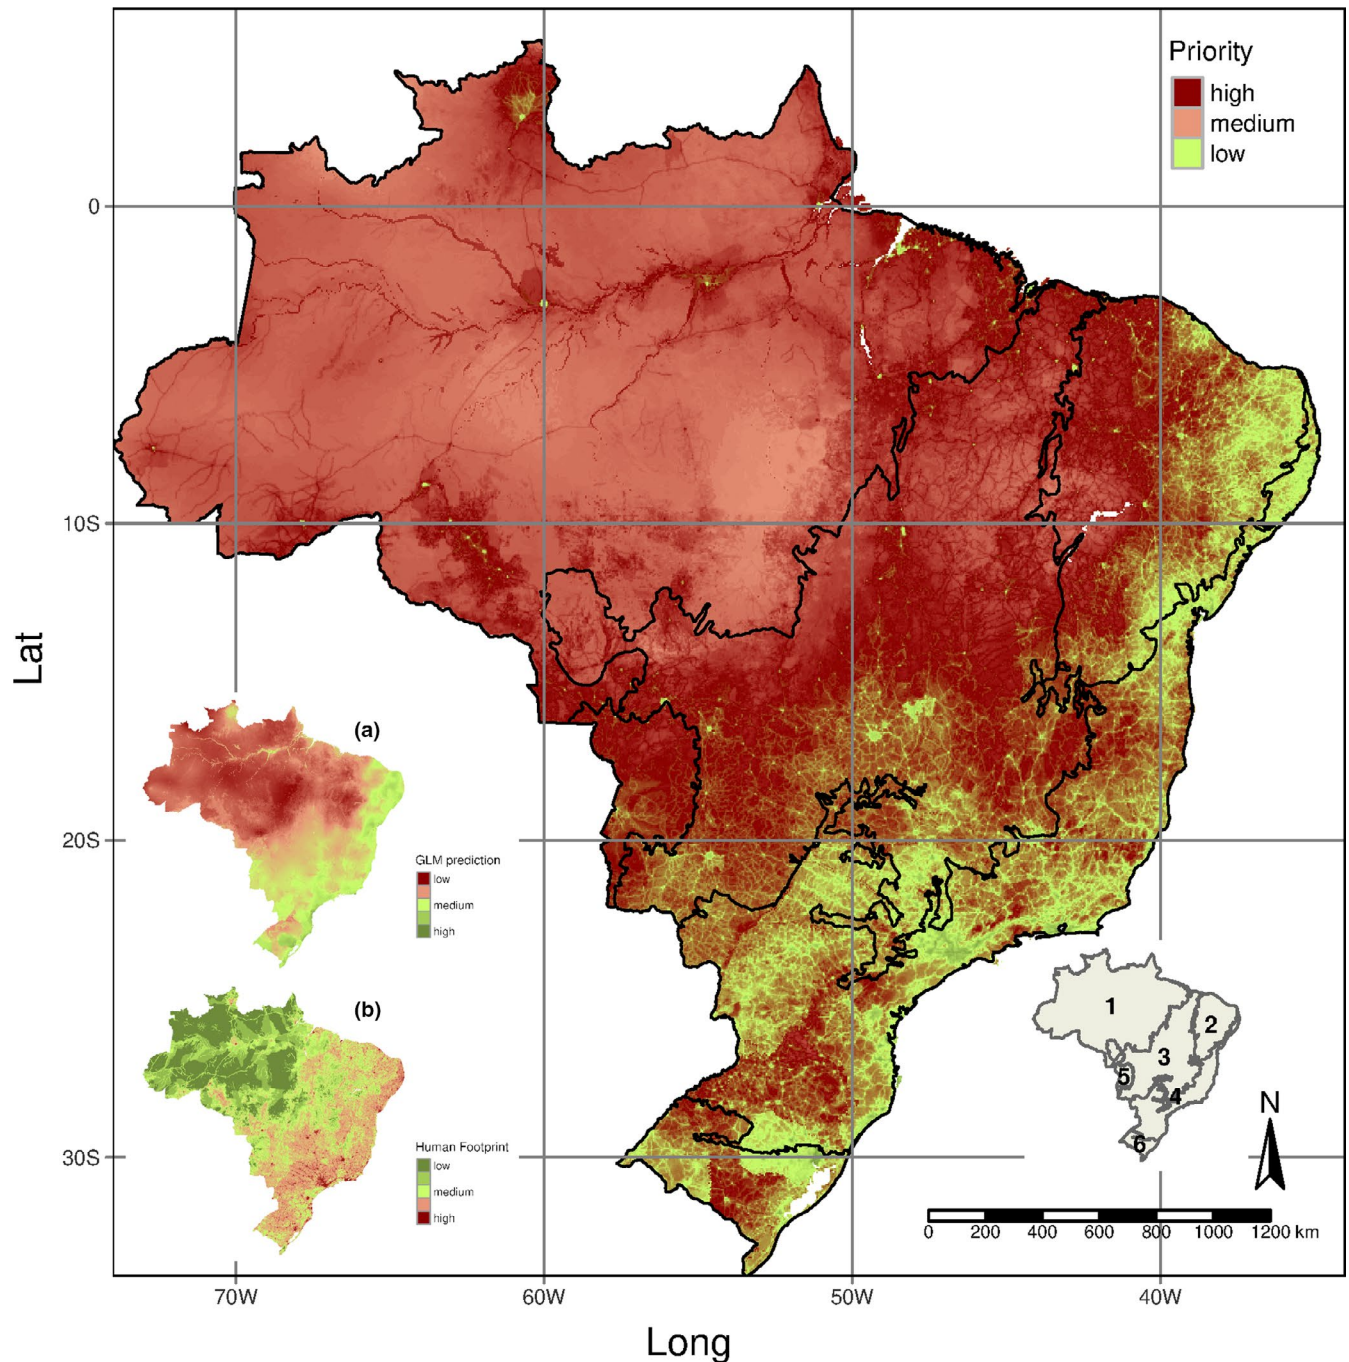 Priority
high
medium
low
0
10S
20S
30S
Lat
(a)
GLM prediction
low
medium
high
(b)
Human Footprint
low
medium
high
1
2
3
4
5
6
N
0 200 400 600 800 1000 1200 km
70W 60W 50W 40W
Long